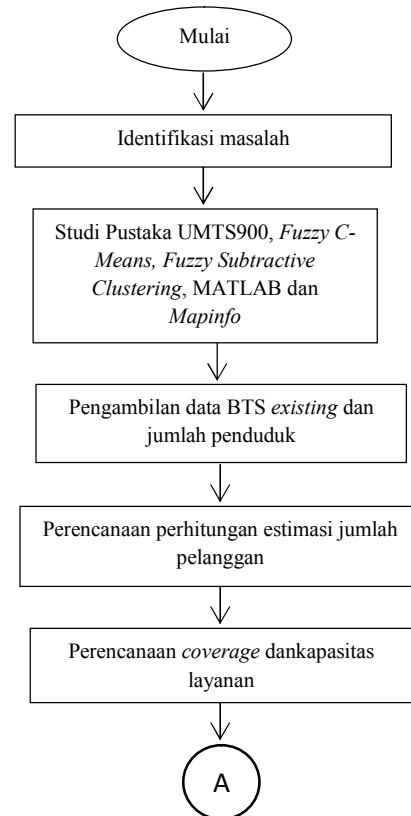 Mulai
Identifikasi masalah
Studi Pustaka UMTS900, Fuzzy C-
Means, Fuzzy Subtractive
Clustering, MATLAB dan
Mapinfo
Pengambilan data BTS existing dan
jumlah penduduk
Perencanaan perhitungan estimasi jumlah
pelanggan
Perencanaan coverage dankapasitas
layanan
A